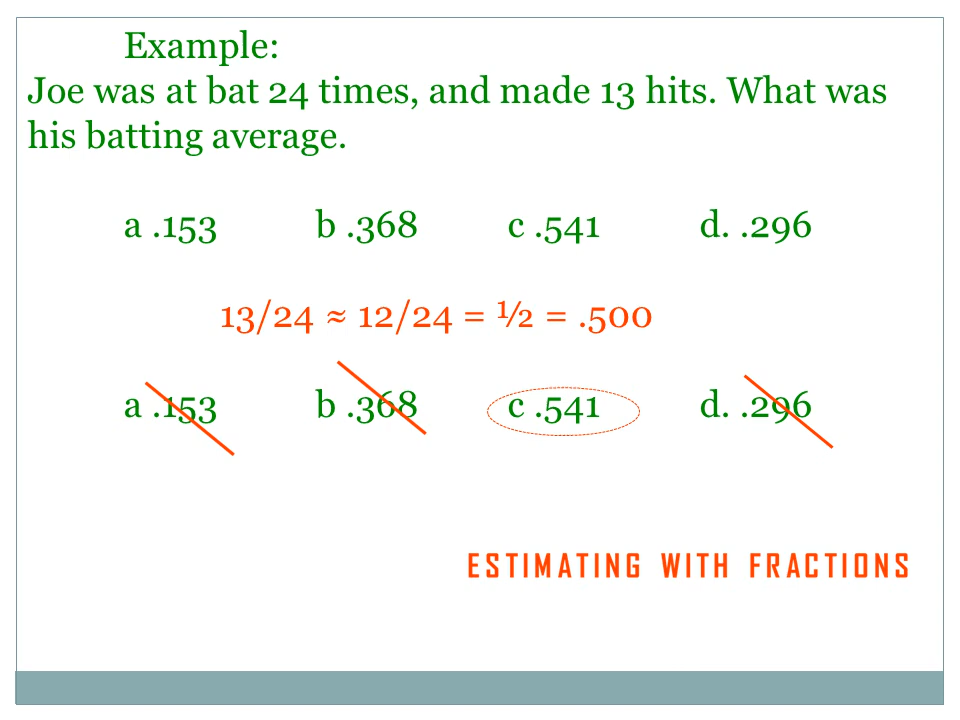 Example:
Joe was at bat 24 times, and made 13 hits. What was
his batting average.
a .153 b .368 c .541 d. .296
13/24 ≈ 12/24 = ½ = .500
a .153 b .368 c .541 d. .296
ESTIMATING WITH FRACTIONS